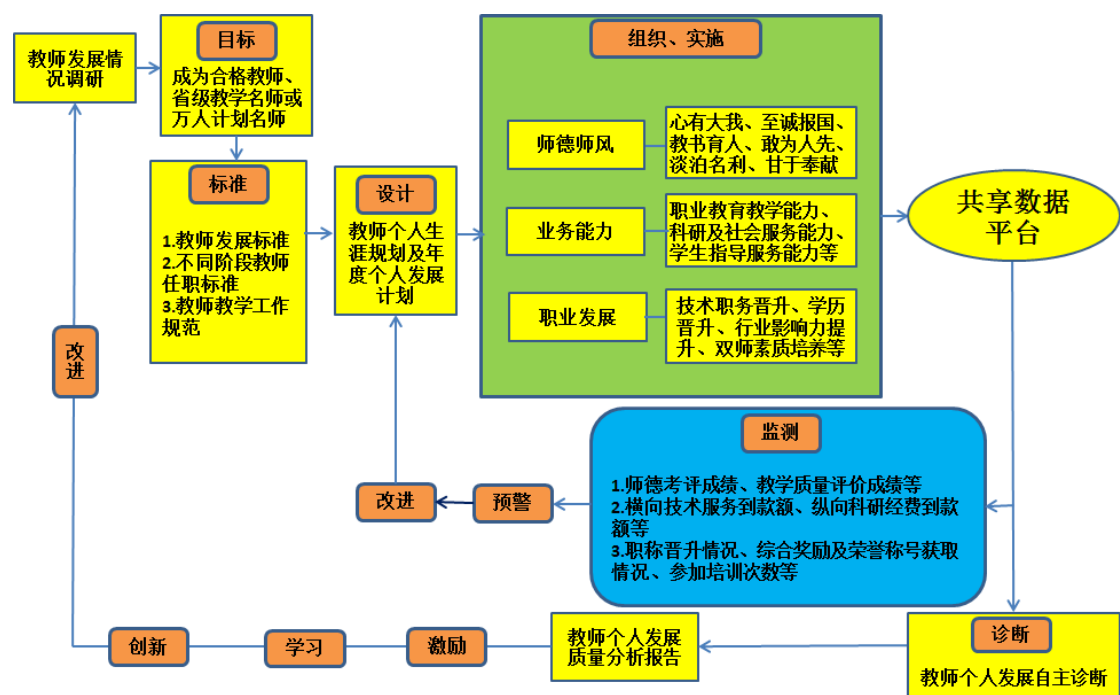 教师发展情
况调研
目标
成为合格教师、
省级教学名师或
万人计划名师
标准
1.教师发展标准
2.不同阶段教师
任职标准
3.教师教学工作
规范
设计
教师个人生
涯规划及年
度个人发展
计划
组织、实施
师德师风
心有大我、至诚报国、
教书育人、敢为人先、
淡泊名利、甘于奉献
业务能力
职业教育教学能力、
科研及社会服务能力、
学生指导服务能力等
职业发展
技术职务晋升、学历
晋升、行业影响力提
升、双师素质培养等
共享数据
平台
监测
1.师德考评成绩、教学质量评价成绩等
2.横向技术服务到款额、纵向科研经费到款
额等
3.职称晋升情况、综合奖励及荣誉称号获取
情况、参加培训次数等
预警
改进
诊断
教师个人发展自主诊断
教师个人发展
质量分析报告
激励
学习
创新
改
进